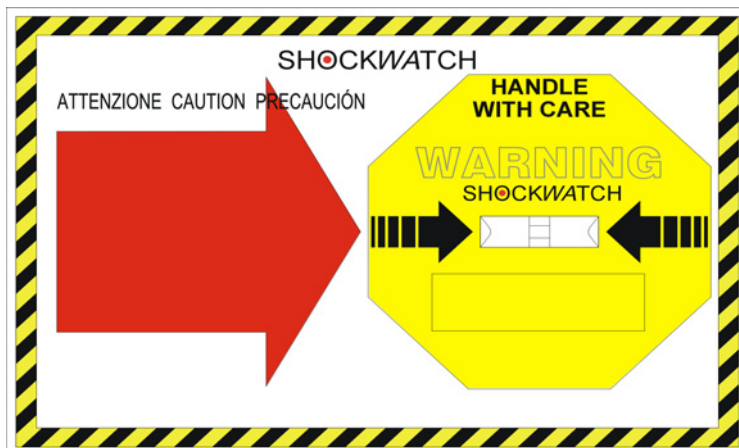 SHOCKWATCH
ATTENZIONE CAUTION PRECAUCIÓN
HANDLE
WITH CARE
WARNING
SHOCKWATCH